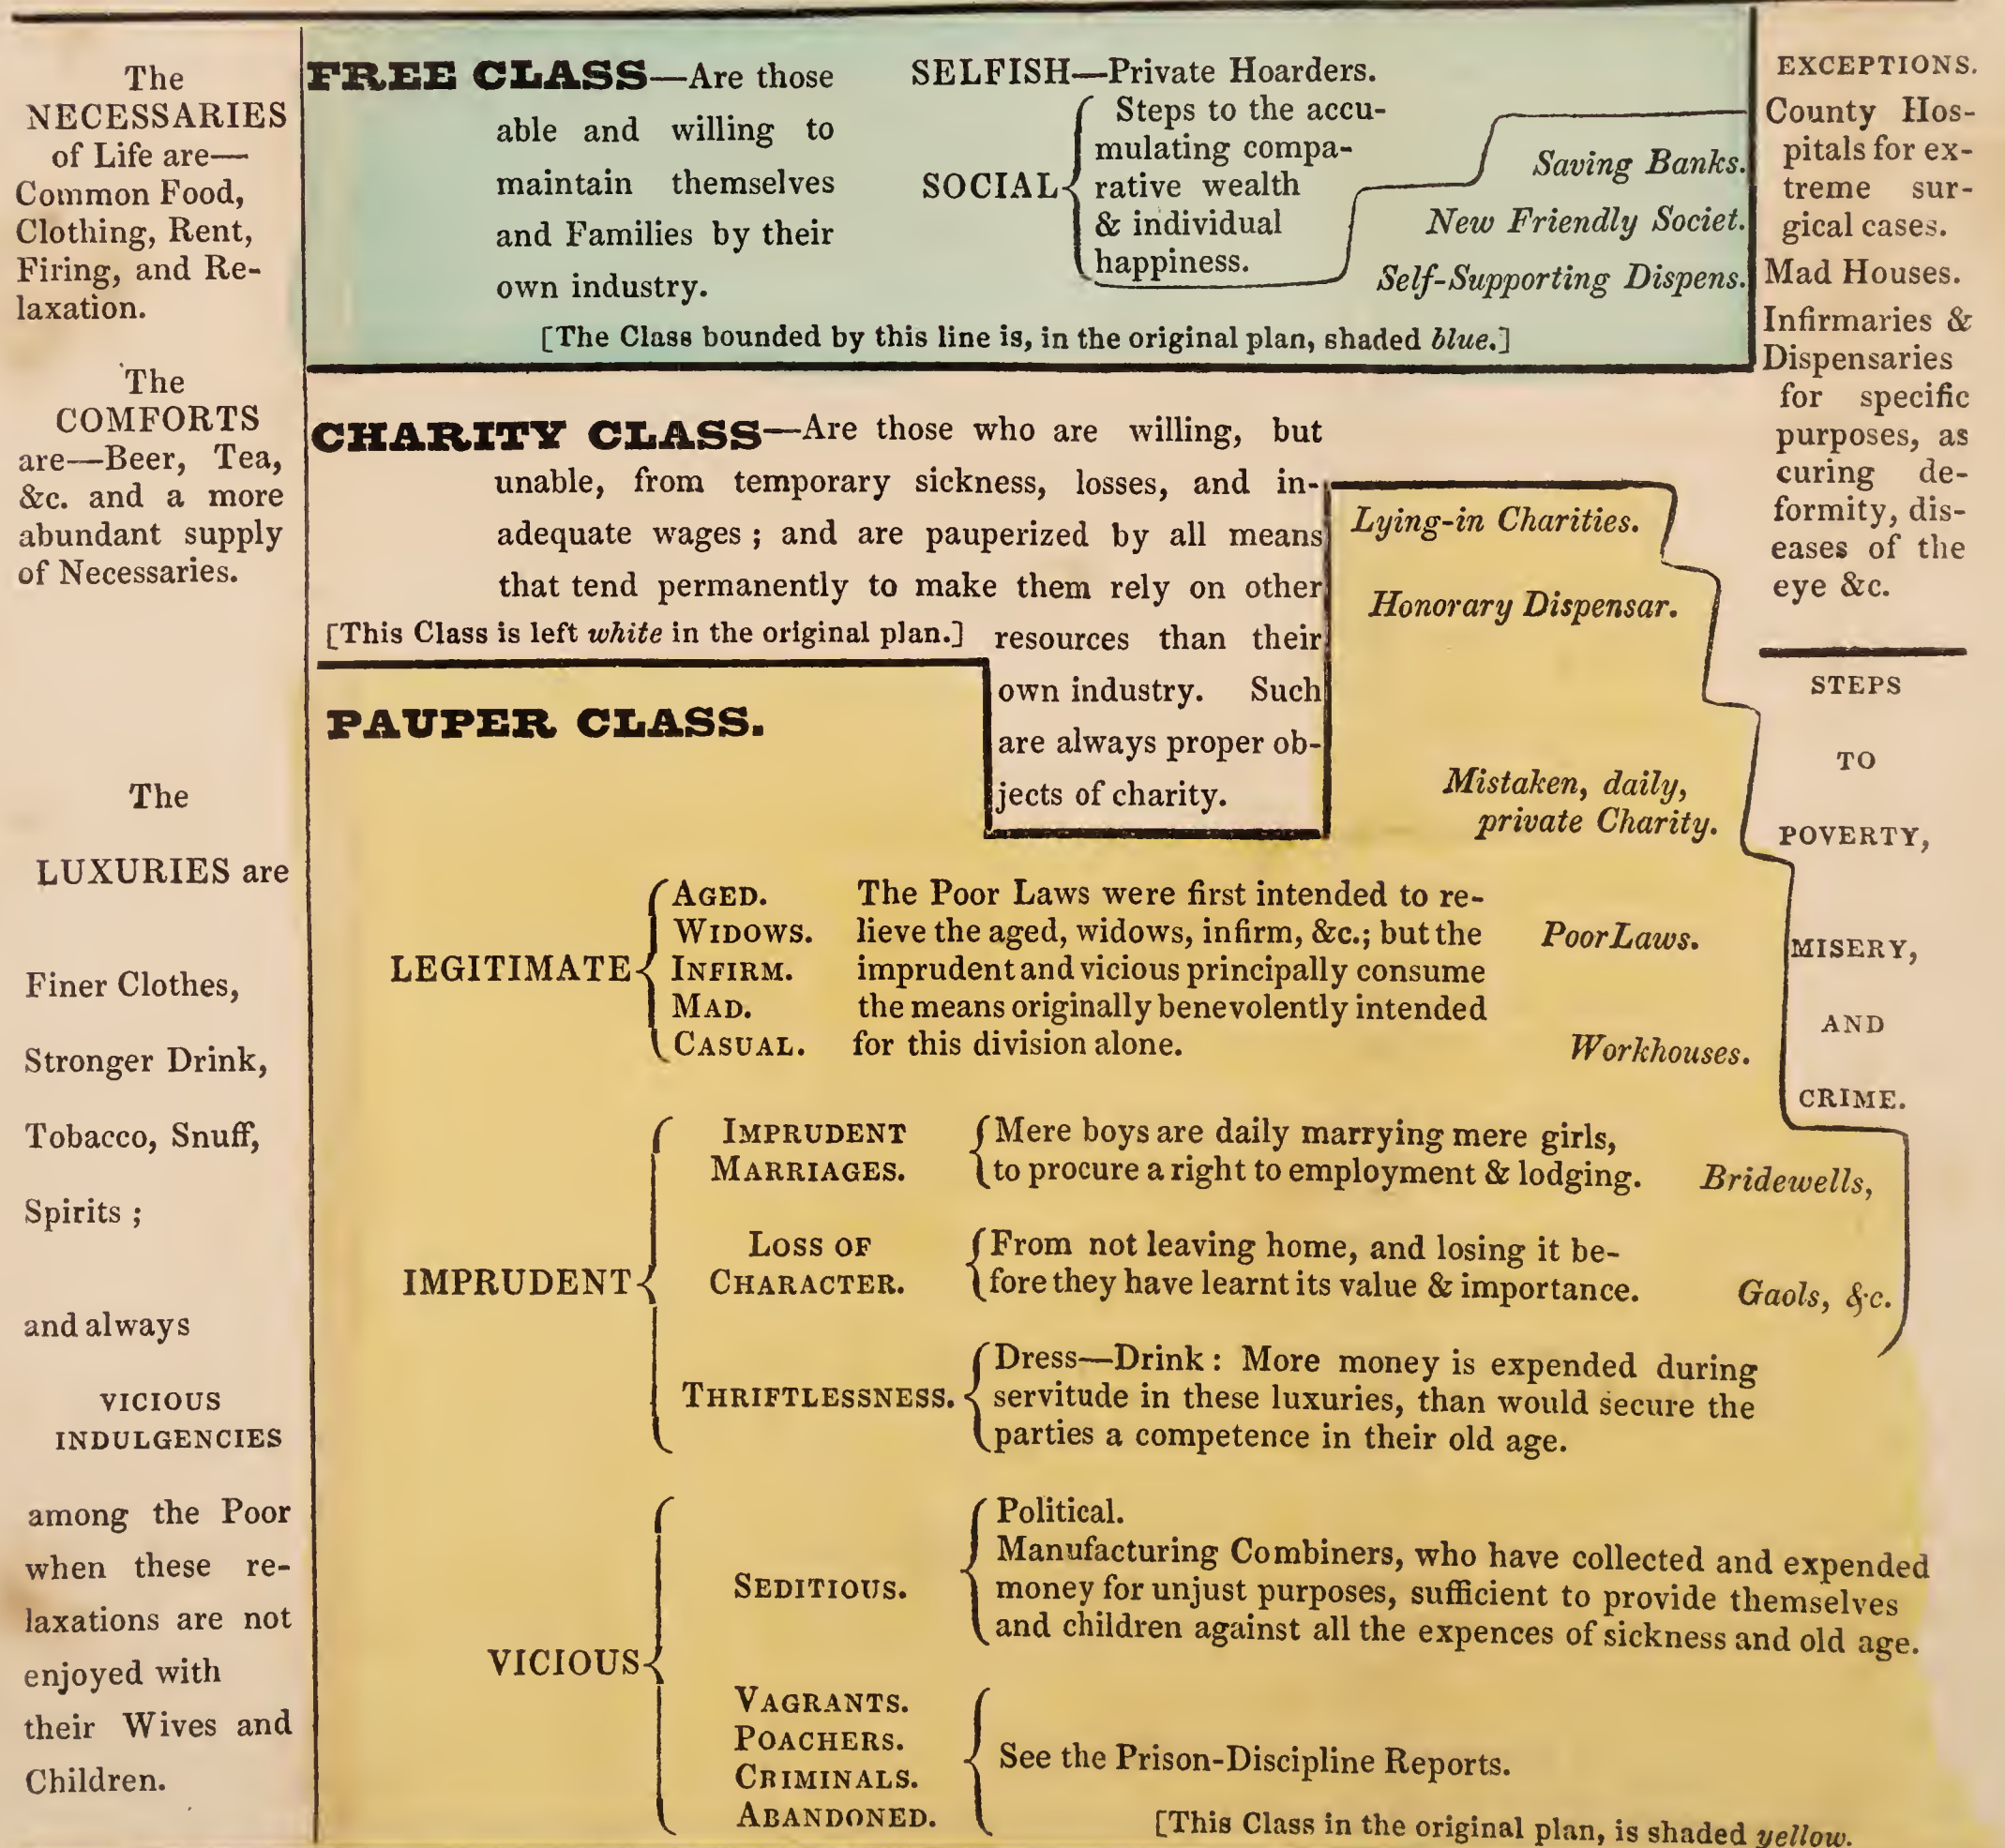 The
NECESSARIES
of Life are—
Common Food,
Clothing, Rent,
Firing, and Re-
laxation.
The
COMFORTS
are—Beer, Tea,
&c. and a more
abundant supply
of Necessaries.
The
LUXURIES are
Finer Clothes,
Stronger Drink,
Tobacco, Snuff,
Spirits ;
and always
VICIOUS
INDULGENCIES
among the Poor
when these re-
laxations are not
enjoyed with
their Wives and
Children.
FREE CLASS—Are those
able and willing to
maintain themselves
and Families by their
own industry.
SELFISH—Private Hoarders.
SOCIAL
Steps to the accu-
mulating compa-
rative wealth
& individual
happiness.
Saving Banks.
New Friendly Societ.
Self-Supporting Dispens.
[The Class bounded by this line is, in the original plan, shaded blue.]
CHARITY CLASS—Are those who are willing, but
unable, from temporary sickness, losses, and in-
adequate wages ; and are pauperized by all means
that tend permanently to make them rely on other
resources than their
own industry. Such
are always proper ob-
jects of charity.
[This Class is left white in the original plan.]
Lying-in Charities.
Honorary Dispensar.
Mistaken, daily,
private Charity.
PAUPER CLASS.
LEGITIMATE
AGED.
WIDOWS.
INFIRM.
MAD.
CASUAL.
The Poor Laws were first intended to re-
lieve the aged, widows, infirm, &c.; but the
imprudent and vicious principally consume
the means originally benevolently intended
for this division alone.
Poor Laws.
Workhouses.
IMPRUDENT
IMPRUDENT
MARRIAGES.
Mere boys are daily marrying mere girls,
to procure a right to employment & lodging.
Bridewells,
LOSS OF
CHARACTER.
From not leaving home, and losing it be-
fore they have learnt its value & importance.
Gaols, &c.
THRIFTLESSNESS.
Dress—Drink : More money is expended during
servitude in these luxuries, than would secure the
parties a competence in their old age.
VICIOUS
SEDITIOUS.
Political.
Manufacturing Combiners, who have collected and expended
money for unjust purposes, sufficient to provide themselves
and children against all the expences of sickness and old age.
VAGRANTS.
POACHERS.
CRIMINALS.
ABANDONED.
See the Prison-Discipline Reports.
[This Class in the original plan, is shaded yellow.
EXCEPTIONS.
County Hos-
pitals for ex-
treme sur-
gical cases.
Mad Houses.
Infirmaries &
Dispensaries
for specific
purposes, as
curing de-
formity, dis-
eases of the
eye &c.
STEPS
TO
POVERTY,
MISERY,
AND
CRIME.